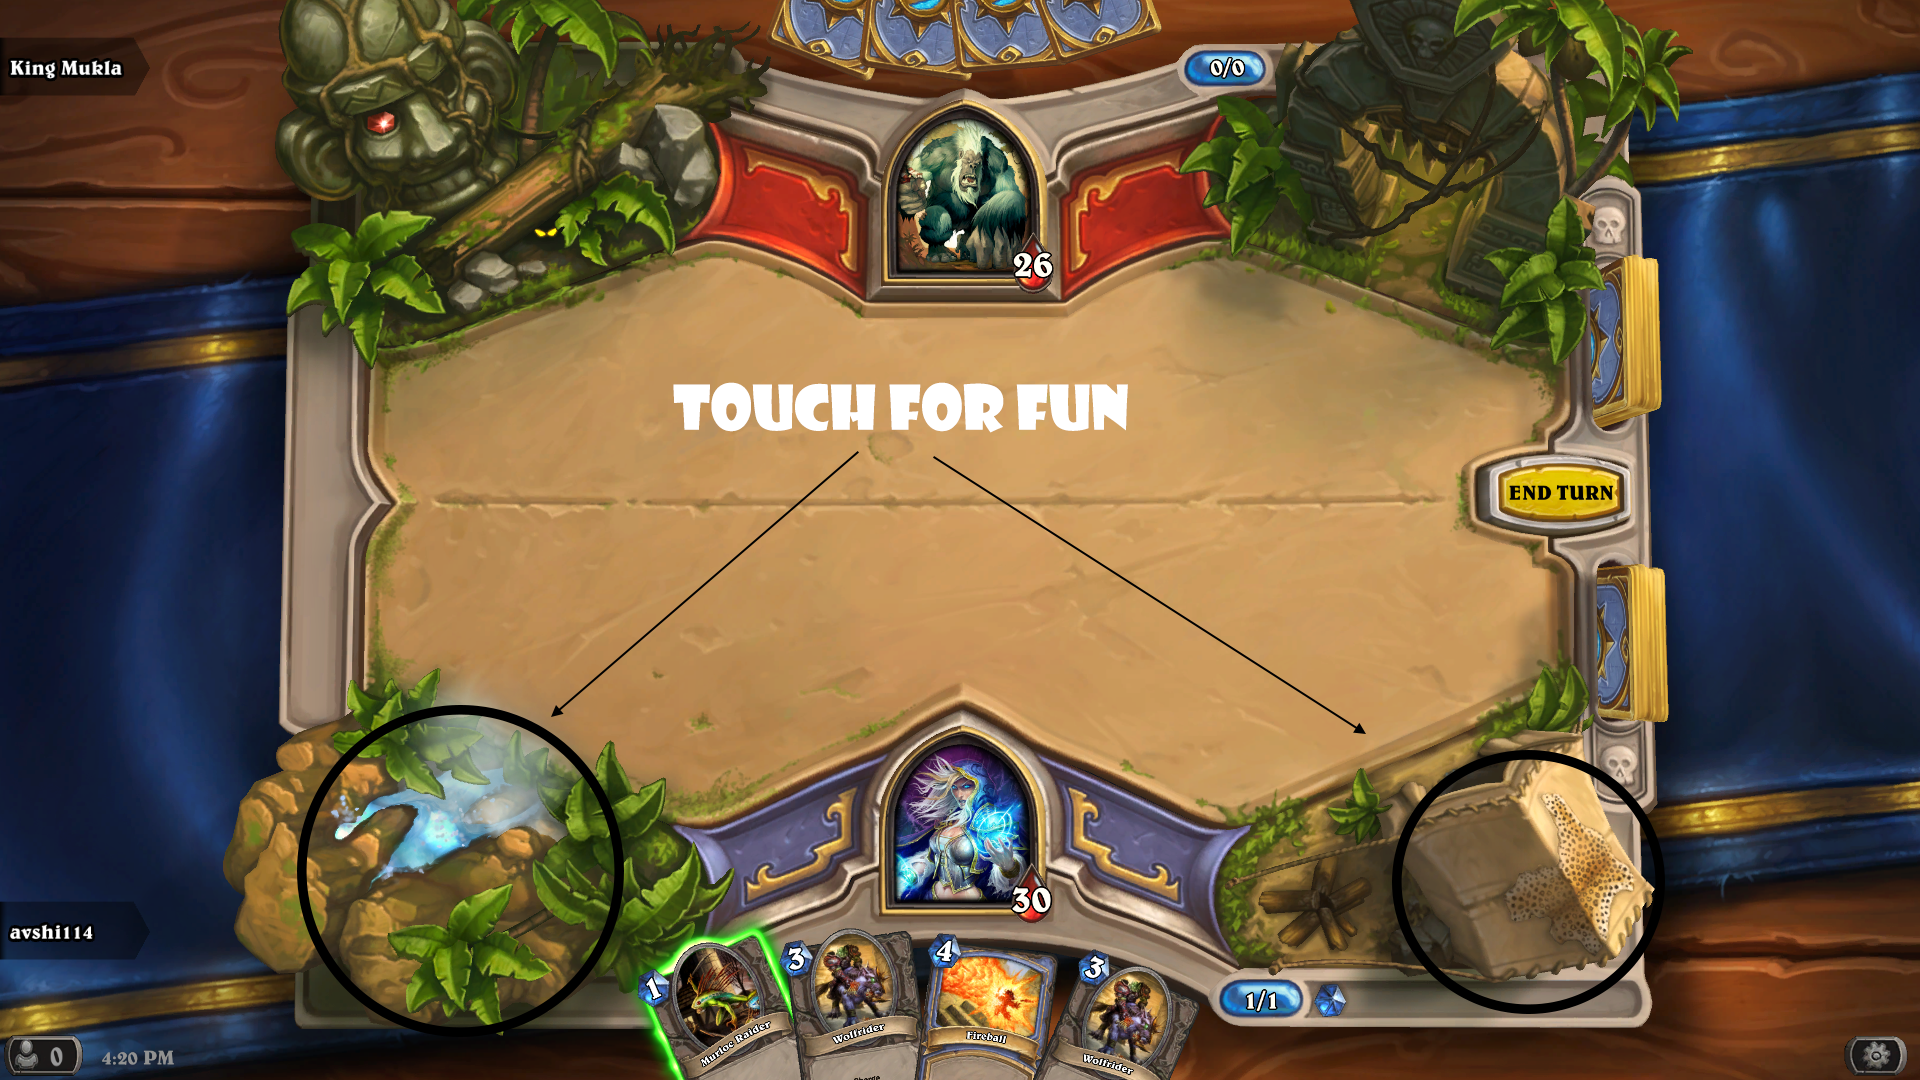 King Mukla
0/0
26
TOUCH FOR FUN
END TURN
30
avshi114
1
3
4
3
Murloc Raider
Wolfrider
Fireball
Wolfrider
Charge
1/1
0
4:20 PM